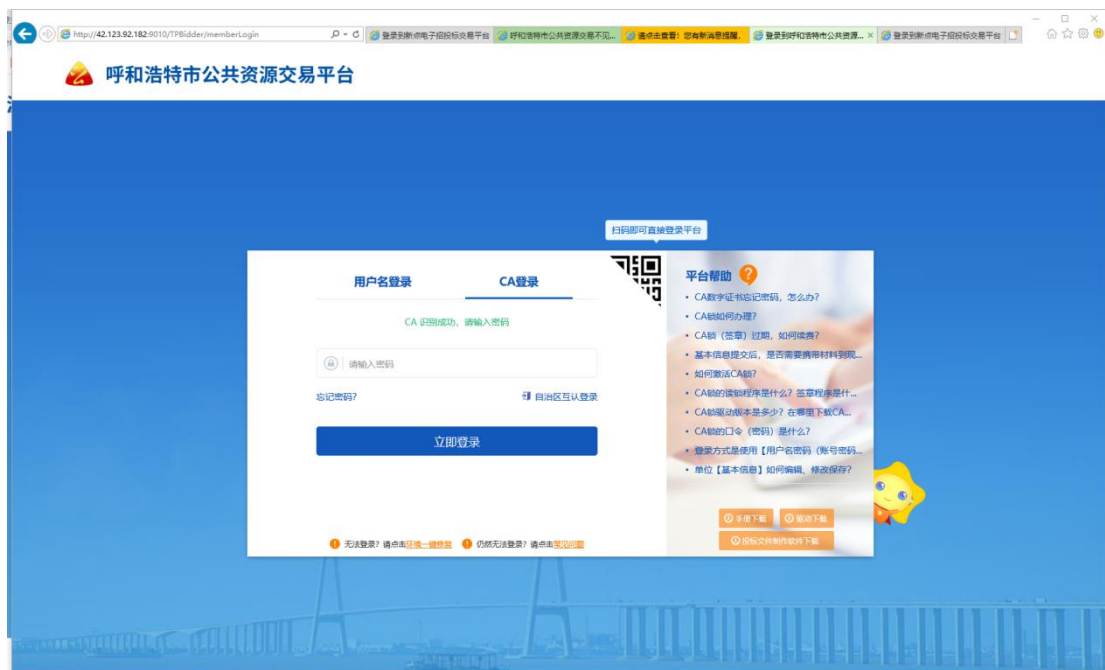 http://42.123.92.182:9010/TPBidder/memberLogin
登录到新点电子招投标交易平台
呼和浩特市公共资源交易不见...
请点击查看！您有新消息提醒.
登录到呼和浩特市公共资源...
登录到新点电子招投标交易平台
呼和浩特市公共资源交易平台
扫码即可直接登录平台
用户名登录 CA登录
CA 识别成功，请输入密码
请输入密码
忘记密码? 自治区互认登录
立即登录
无法登录? 请点击环境一键修复 仍然无法登录? 请点击常见问题
平台帮助 ?
• CA数字证书忘记密码，怎么办?
• CA锁如何办理?
• CA锁（签章）过期，如何续费?
• 基本信息提交后，是否需要携带材料到现...
• 如何激活CA锁?
• CA锁的读锁程序是什么? 签章程序是什...
• CA锁驱动版本是多少? 在哪里下载CA...
• CA锁的口令（密码）是什么?
• 登录方式是使用【用户名密码（账号密码...
• 单位【基本信息】如何编辑、修改保存?
手册下载 驱动下载
投标文件制作软件下载